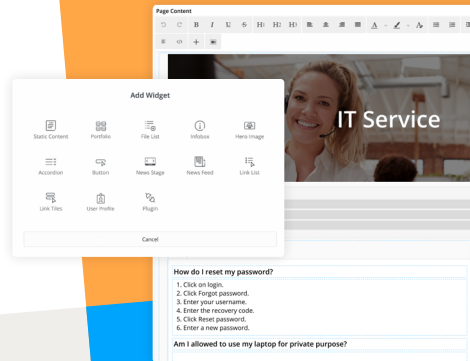 Page Content
B I U S H1 H2 H3 A A
IT Service
Add Widget
Static Content Portfolio File List Infobox Hero Image
Accordion Button News Stage News Feed Link List
Link Tiles User Profile Plugin
Cancel
How do I reset my password?
1. Click on login.
2. Click Forgot password.
3. Enter your username.
4. Enter the recovery code.
5. Click Reset password.
6. Enter a new password.
Am I allowed to use my laptop for private purpose?